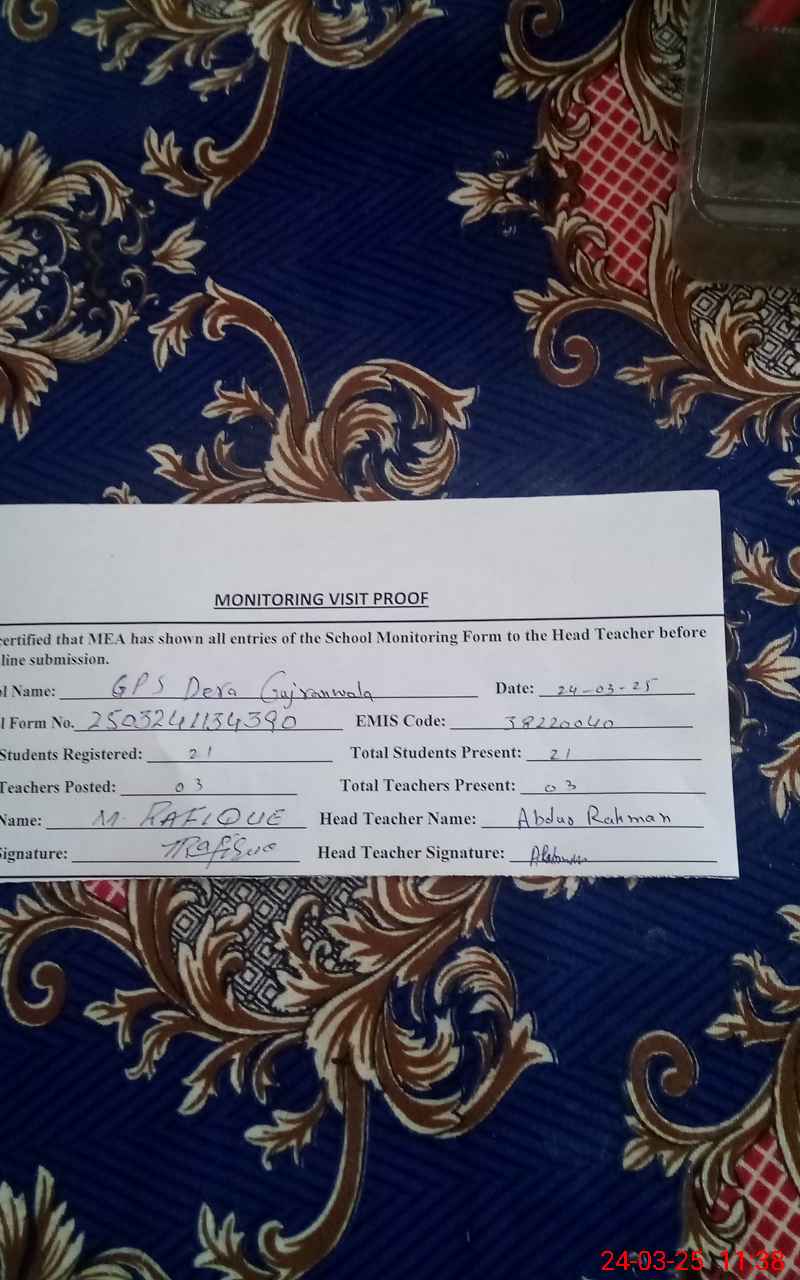 MONITORING VISIT PROOF
certified that MEA has shown all entries of the School Monitoring Form to the Head Teacher before
line submission.
ol Name: GPS Dera Gujranwala Date: 24-03-25
l Form No. 2503241134390 EMIS Code: 38220040
Students Registered: 21 Total Students Present: 21
Teachers Posted: 03 Total Teachers Present: 03
Name: M. RAFIQUE Head Teacher Name: Rahman
Signature: Head Teacher Signature:
24-03-25 11:38